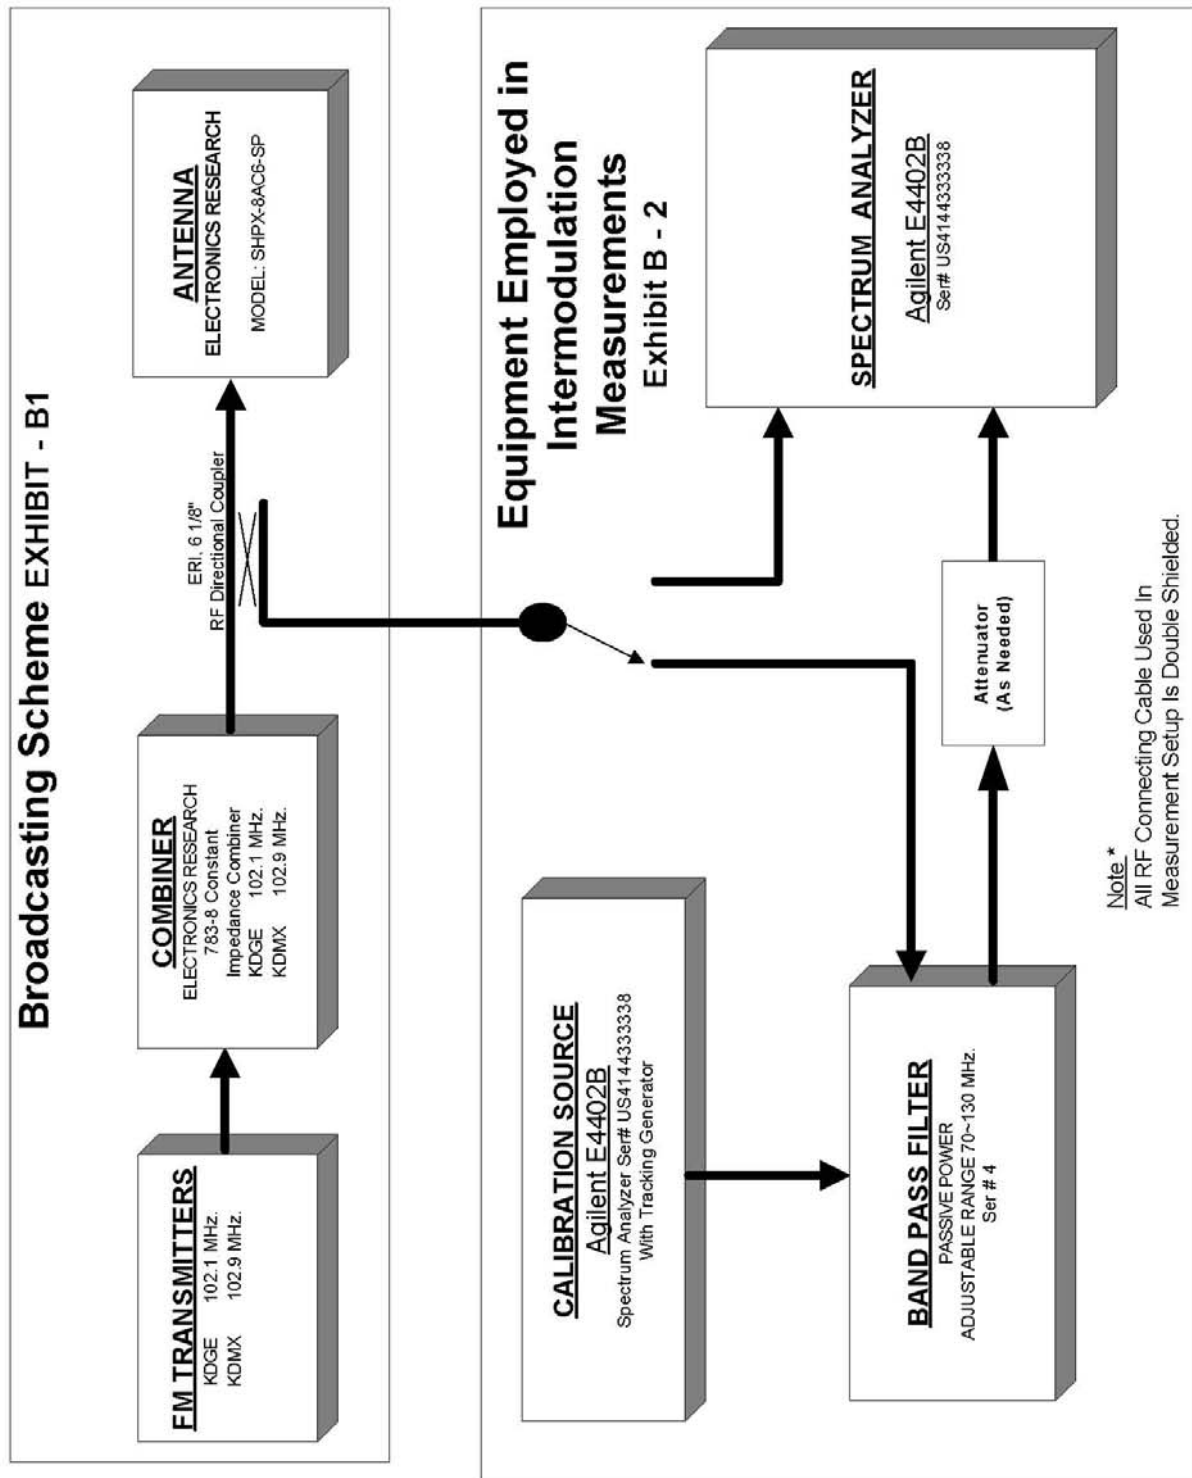 Broadcasting Scheme EXHIBIT - B1
FM TRANSMITTERS
KDGE 102.1 MHz.
KDMX 102.9 MHz.
COMBINER
ELECTRONICS RESEARCH
783-8 Constant
Impedance Combiner
KDGE 102.1 MHz.
KDMX 102.9 MHz.
ERI. 6 1/8"
RF Directional Coupler
ANTENNA
ELECTRONICS RESEARCH
MODEL: SHPX-8AC6-SP
Equipment Employed in
Intermodulation
Measurements
Exhibit B - 2
CALIBRATION SOURCE
Agilent E4402B
Spectrum Analyzer Ser# US41443333338
With Tracking Generator
BAND PASS FILTER
PASSIVE POWER
ADJUSTABLE RANGE 70~130 MHz.
Ser # 4
Attenuator
(As Needed)
SPECTRUM ANALYZER
Agilent E4402B
Ser# US41443333338
Note *
All RF Connecting Cable Used In
Measurement Setup Is Double Shielded.